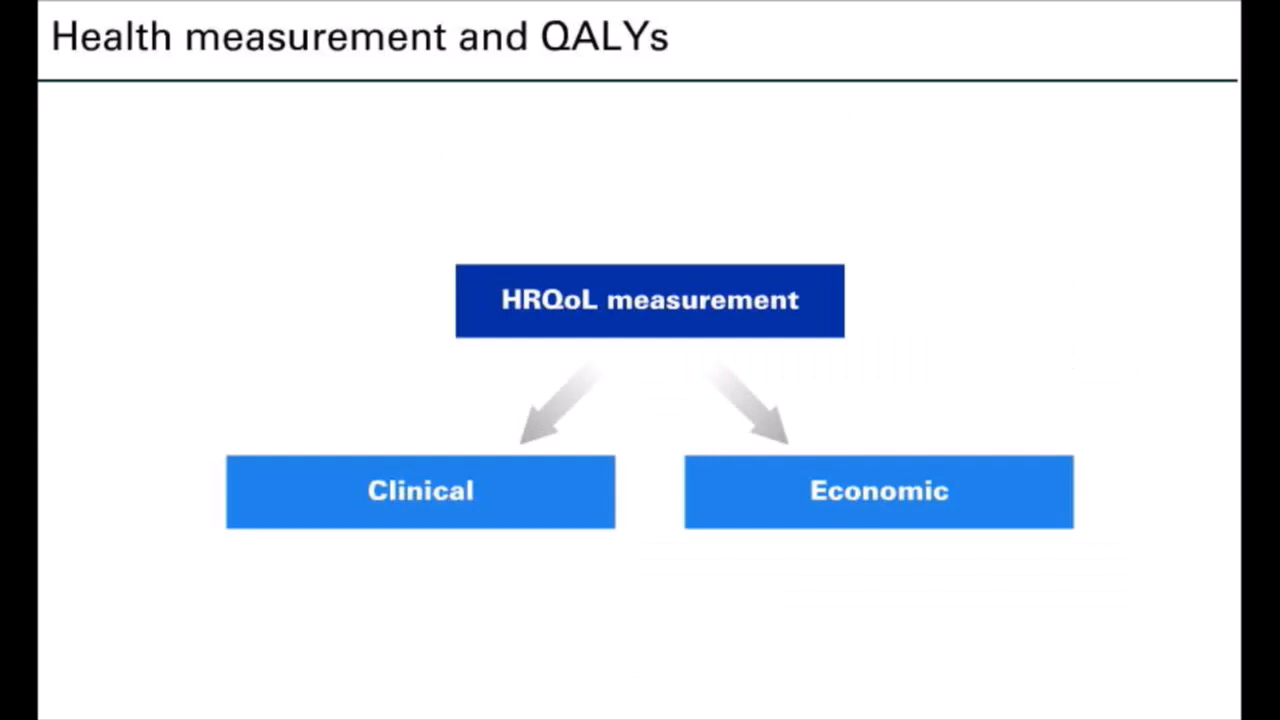 Health measurement and QALYs
HRQoL measurement
Clinical
Economic